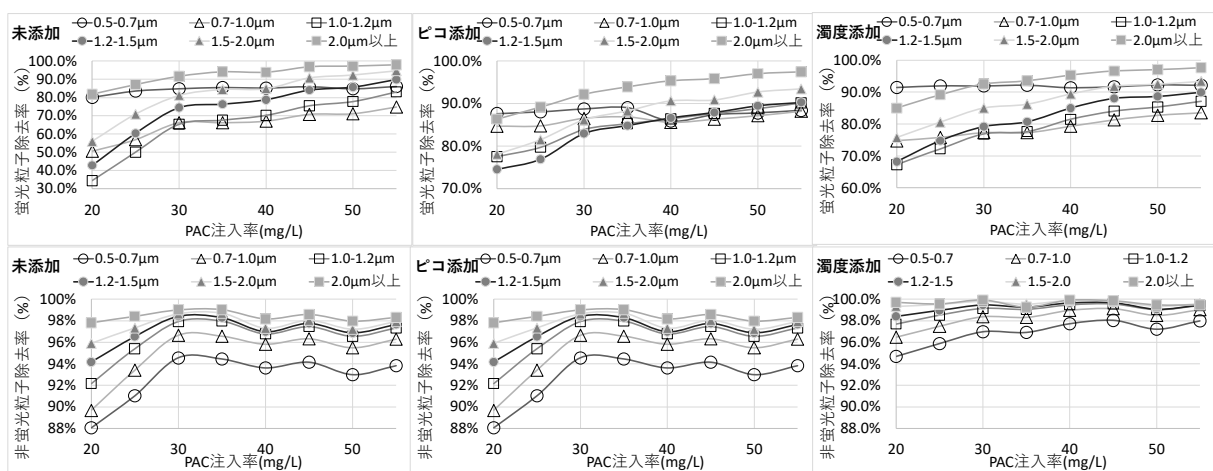 未添加
0.5-0.7μm 0.7-1.0μm 1.0-1.2μm
1.2-1.5μm 1.5-2.0μm 2.0μm以上
蛍光粒子除去率（%）
100.0%
90.0%
80.0%
70.0%
60.0%
50.0%
40.0%
30.0%
20 30 40 50
PAC注入率(mg/L)
ピコ添加
0.5-0.7μm 0.7-1.0μm 1.0-1.2μm
1.2-1.5μm 1.5-2.0μm 2.0μm以上
蛍光粒子除去率（%）
100.0%
90.0%
80.0%
70.0%
20 30 40 50
PAC注入率(mg/L)
濁度添加
0.5-0.7μm 0.7-1.0μm 1.0-1.2μm
1.2-1.5μm 1.5-2.0μm 2.0μm以上
蛍光粒子除去率（%）
100.0%
90.0%
80.0%
70.0%
60.0%
20 30 40 50
PAC注入率(mg/L)
未添加
0.5-0.7μm 0.7-1.0μm 1.0-1.2μm
1.2-1.5μm 1.5-2.0μm 2.0μm以上
非蛍光粒子除去率（%）
100%
98%
96%
94%
92%
90%
88%
20 30 40 50
PAC注入率(mg/L)
ピコ添加
0.5-0.7μm 0.7-1.0μm 1.0-1.2μm
1.2-1.5μm 1.5-2.0μm 2.0μm以上
非蛍光粒子除去率（%）
100%
98%
96%
94%
92%
90%
88%
20 30 40 50
PAC注入率(mg/L)
濁度添加
0.5-0.7 0.7-1.0 1.0-1.2
1.2-1.5 1.5-2.0 2.0以上
非蛍光粒子除去率（%）
100.0%
98.0%
96.0%
94.0%
92.0%
90.0%
88.0%
20 30 40 50
PAC注入率(mg/L)